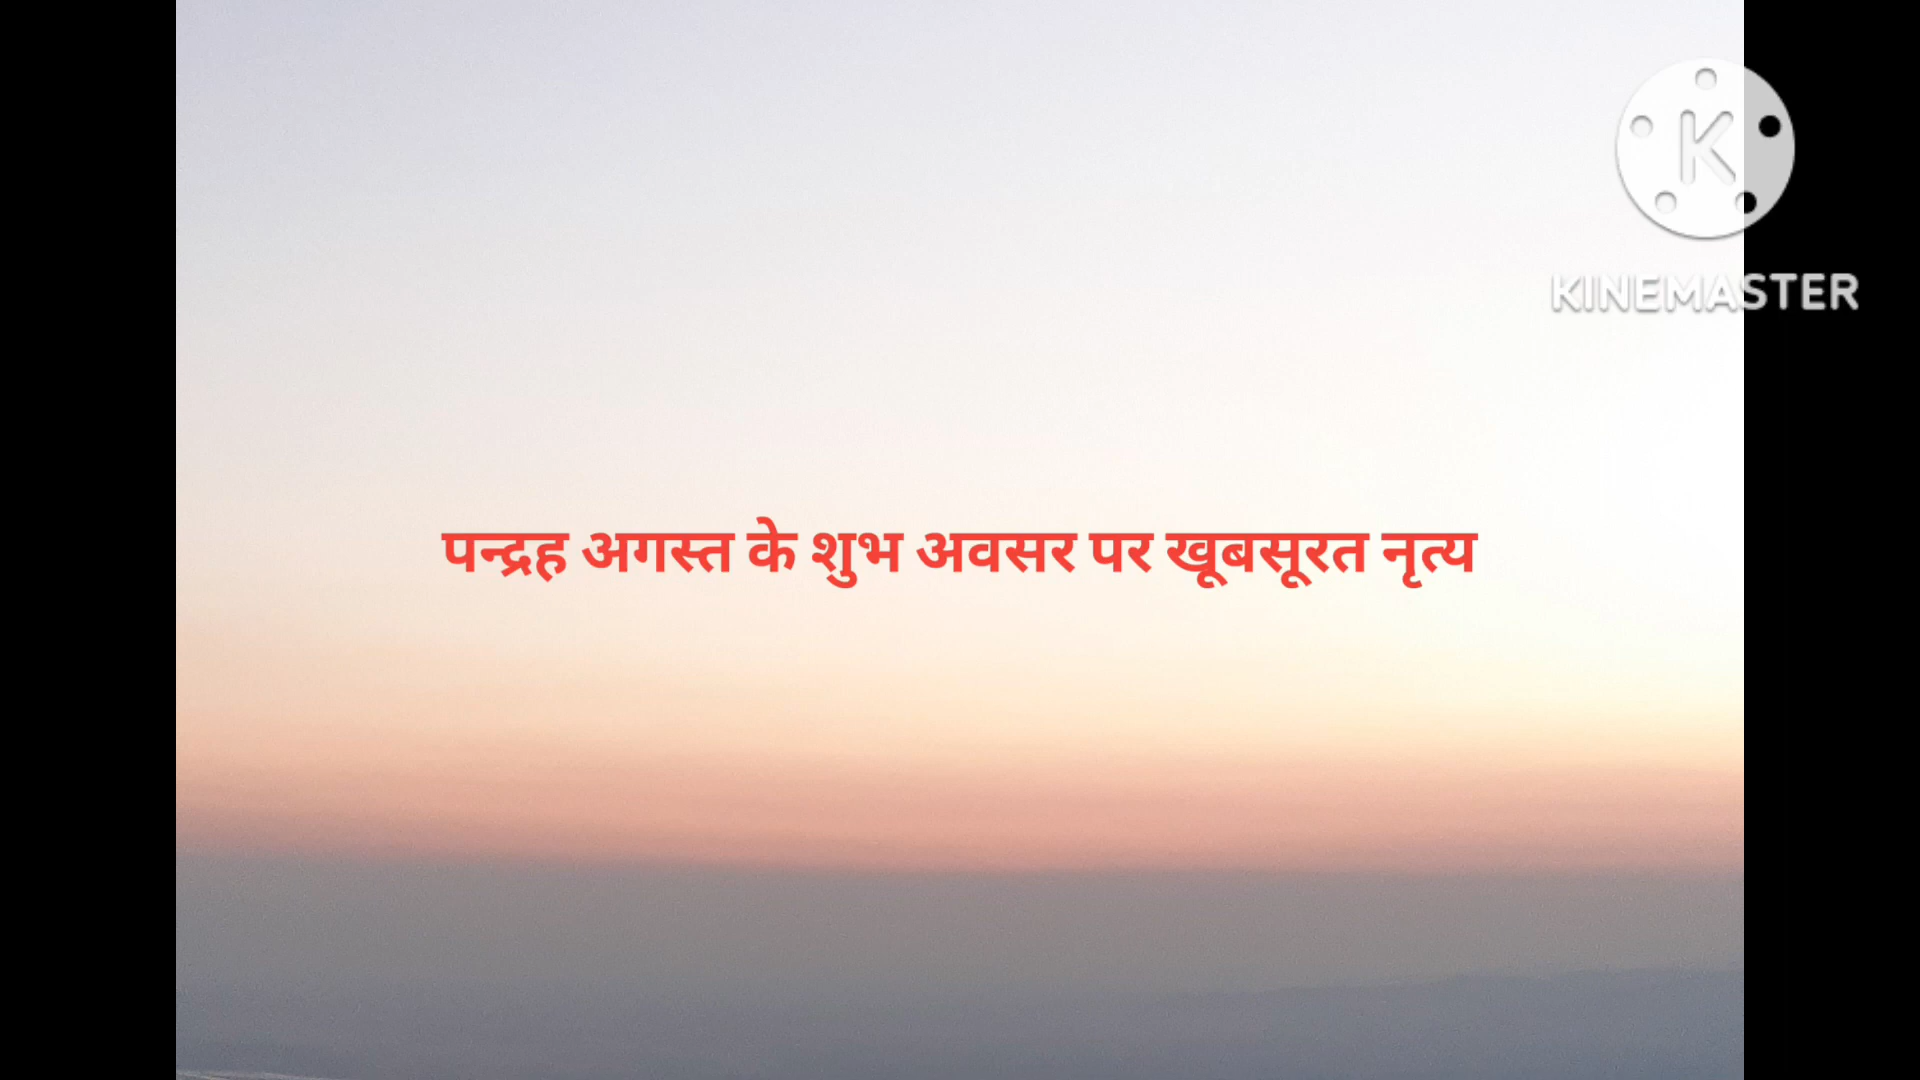 K
KINEMASTER
पन्द्रह अगस्त के शुभ अवसर पर खूबसूरत नृत्य